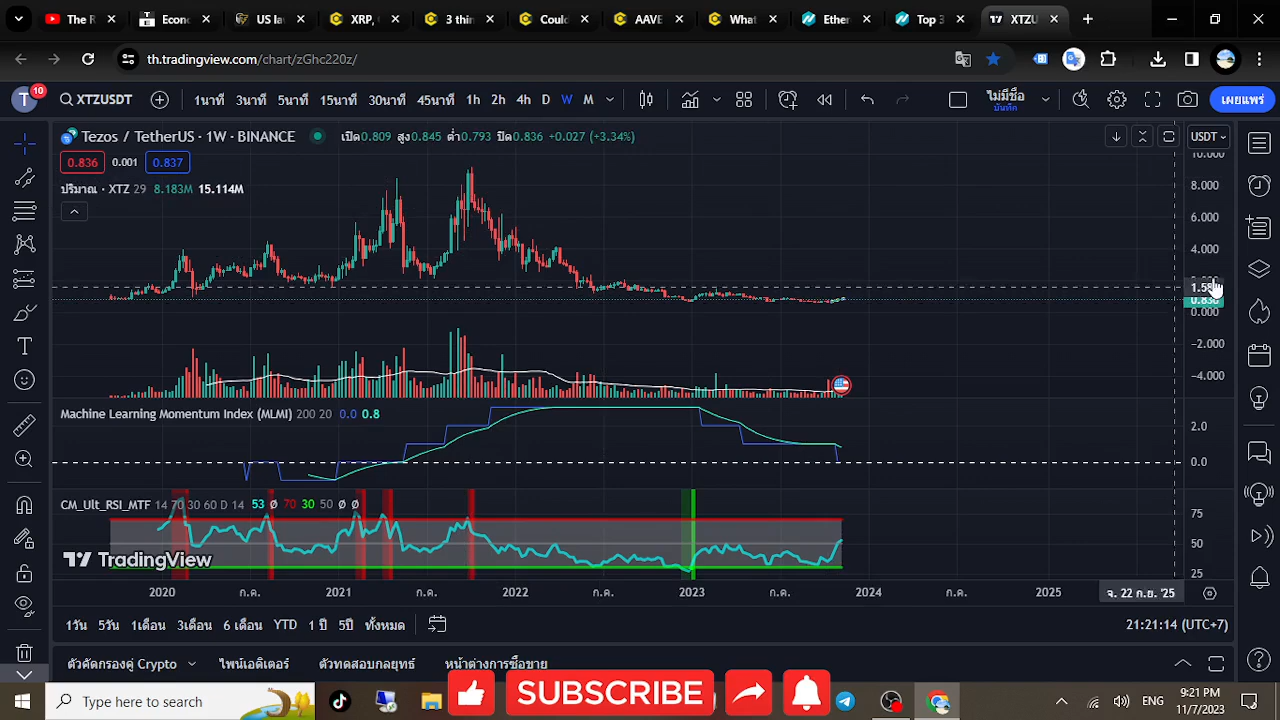 The R
Econo
US la
XRP,
3 thin
Coul
AAVE
What
Ether
Top 3
XTZU
th.tradingview.com/chart/zGhc220z/
T 10 XTZUSDT 1นาที 3นาที 5นาที 15นาที 30นาที 45นาที 1h 2h 4h D W M ไม่มีชื่อ เผยแพร่
บันทึก
Tezos / TetherUS · 1W · BINANCE เปิด0.809 สูง0.845 ต่ำ0.793 ปิด0.836 +0.027 (+3.34%) USDT
0.836 0.001 0.837
ปริมาณ · XTZ 29 8.183M 15.114M
10.000
8.000
6.000
4.000
0.836
0.000
-2.000
-4.000
Machine Learning Momentum Index (MLMI) 200 20 0.0 0.8
2.0
0.0
CM_Ult_RSI_MTF 14 70 30 60 D 14 53 Ø 70 30 50 Ø Ø
75
50
25
TradingView
2020 ก.ค. 2021 ก.ค. 2022 ก.ค. 2023 ก.ค. 2024 ก.ค. 2025 จ. 22 ก.ย. '25
1วัน 5วัน 1เดือน 3เดือน 6 เดือน YTD 1 ปี 5ปี ทั้งหมด 21:21:14 (UTC+7)
ตัวคัดกรองคู่ Crypto ไพน์เอดิเตอร์ ตัวทดสอบกลยุทธ์ หน้าต่างการซื้อขาย
SUBSCRIBE
Type here to search ENG 9:21 PM
11/7/2023